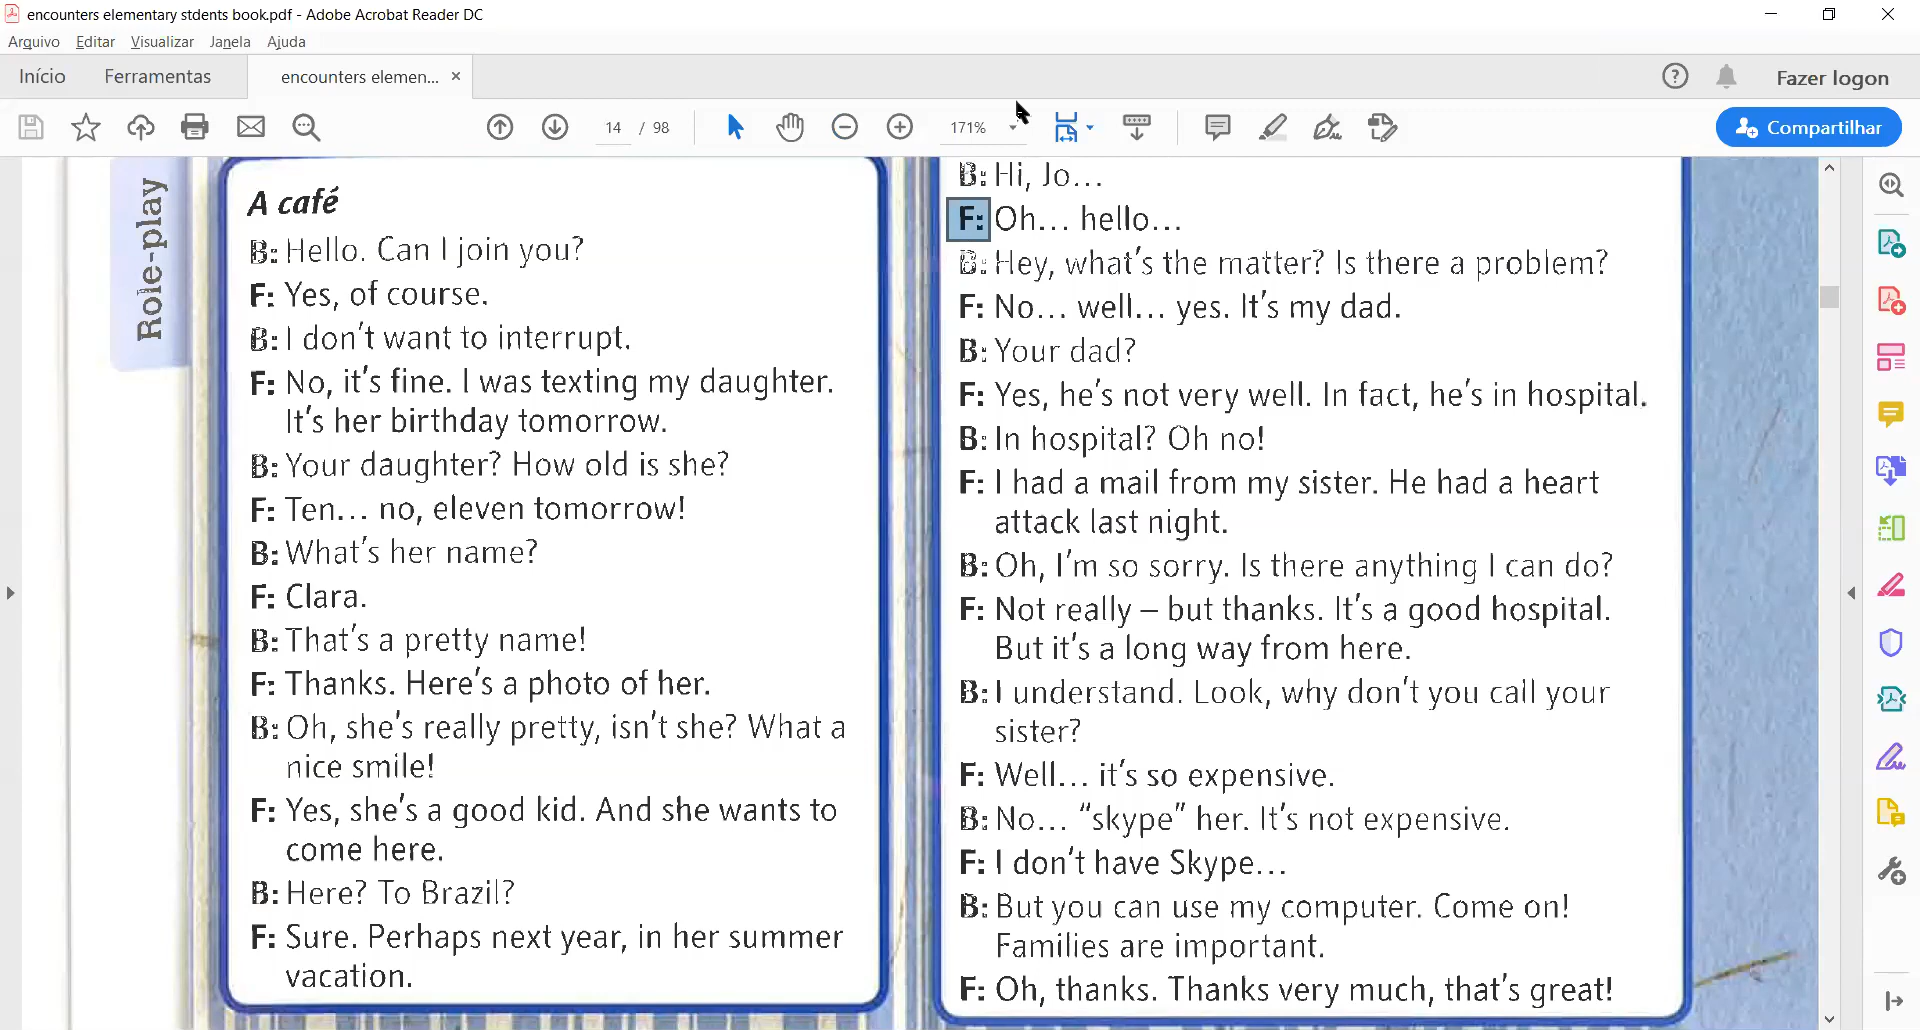 encounters elementary stdents book.pdf - Adobe Acrobat Reader DC
Arquivo Editar Visualizar Janela Ajuda
Início Ferramentas encounters elemen... × Fazer logon
14 / 98 171% Compartilhar
Role-play
A café
B: Hello. Can I join you?
F: Yes, of course.
B: I don't want to interrupt.
F: No, it's fine. I was texting my daughter.
It's her birthday tomorrow.
B: Your daughter? How old is she?
F: Ten... no, eleven tomorrow!
B: What's her name?
F: Clara.
B: That's a pretty name!
F: Thanks. Here's a photo of her.
B: Oh, she's really pretty, isn't she? What a
nice smile!
F: Yes, she's a good kid. And she wants to
come here.
B: Here? To Brazil?
F: Sure. Perhaps next year, in her summer
vacation.
B: Hi, Jo...
F: Oh... hello...
B: Hey, what's the matter? Is there a problem?
F: No... well... yes. It's my dad.
B: Your dad?
F: Yes, he's not very well. In fact, he's in hospital.
B: In hospital? Oh no!
F: I had a mail from my sister. He had a heart
attack last night.
B: Oh, I'm so sorry. Is there anything I can do?
F: Not really – but thanks. It's a good hospital.
But it's a long way from here.
B: I understand. Look, why don't you call your
sister?
F: Well... it's so expensive.
B: No... "skype" her. It's not expensive.
F: I don't have Skype...
B: But you can use my computer. Come on!
Families are important.
F: Oh, thanks. Thanks very much, that's great!